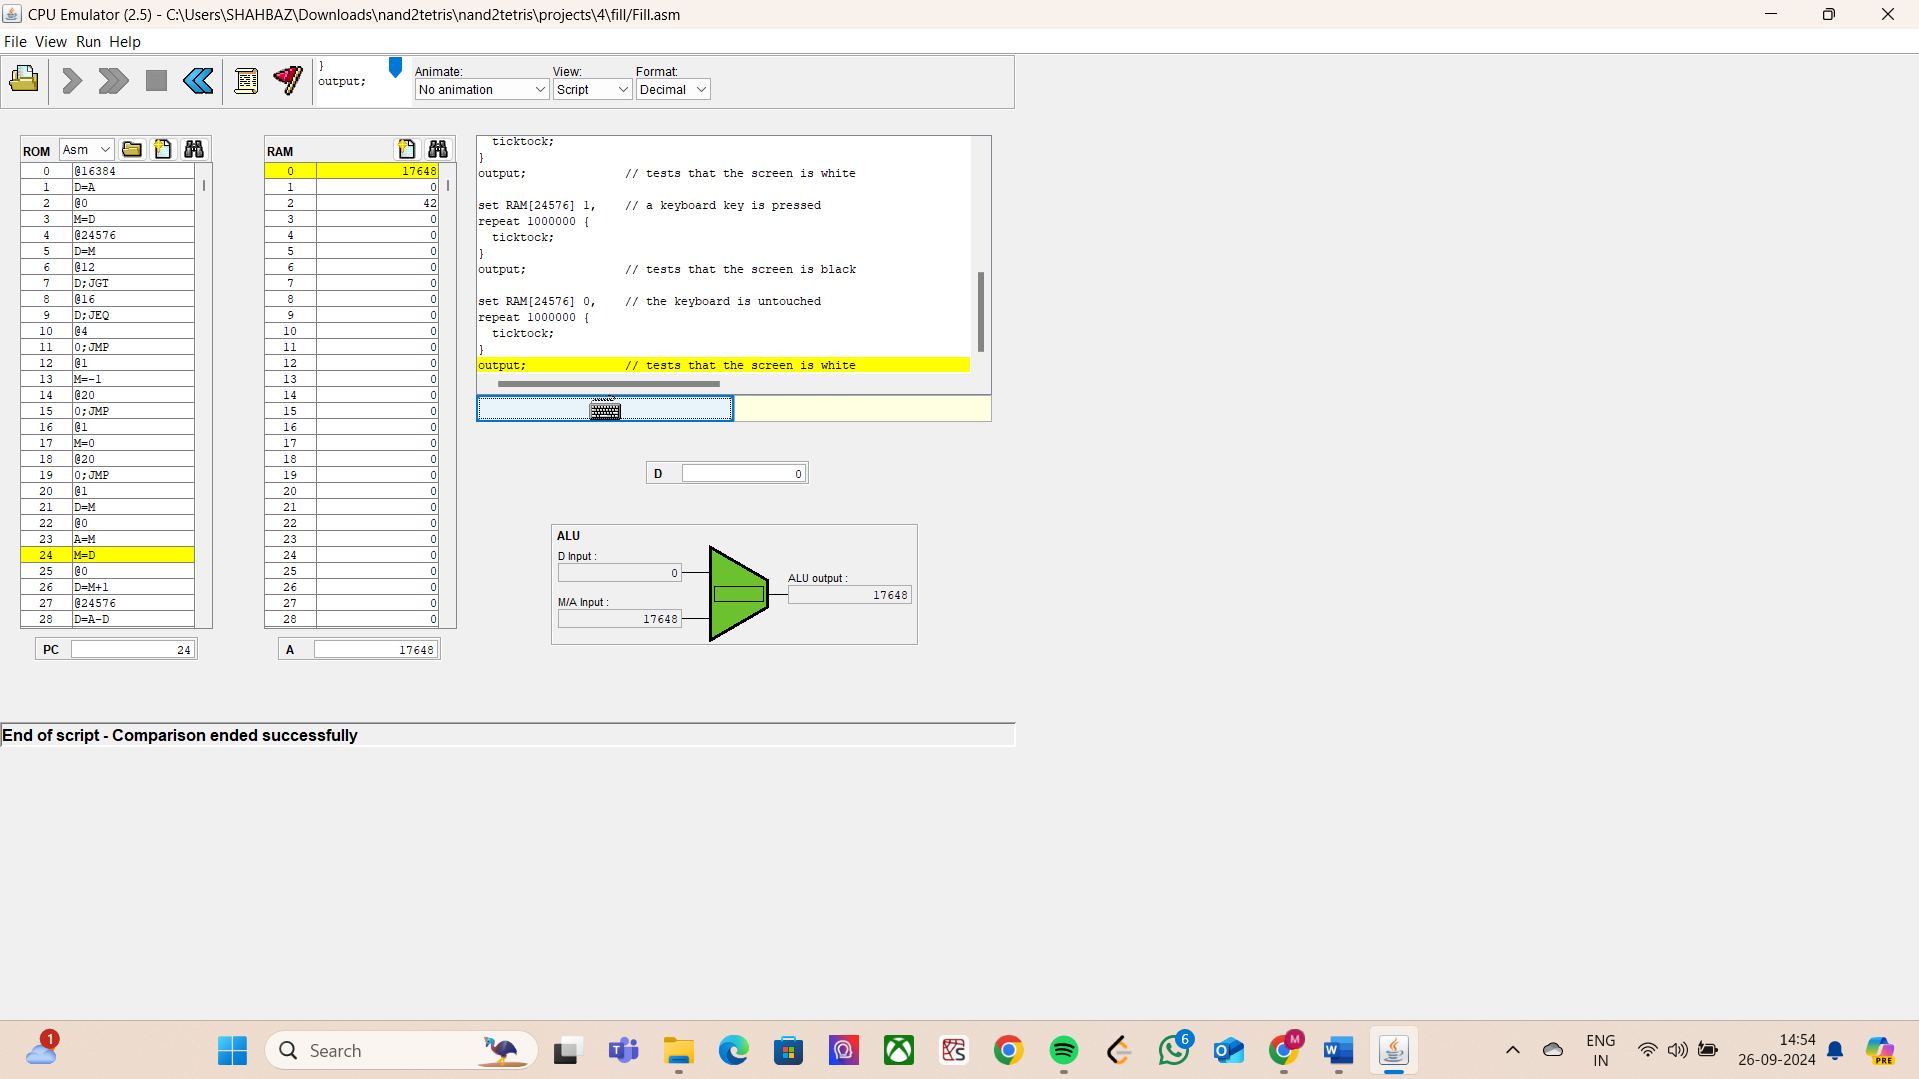 CPU Emulator (2.5) - C:\Users\SHAHBAZ\Downloads\nand2tetris\nand2tetris\projects\4\fill/Fill.asm
File View Run Help
}
output;
Animate:
No animation
View:
Script
Format:
Decimal
ROM Asm
0 @16384
1 D=A
2 @0
3 M=D
4 @24576
5 D=M
6 @12
7 D;JGT
8 @16
9 D;JEQ
10 @4
11 0;JMP
12 @1
13 M=-1
14 @20
15 0;JMP
16 @1
17 M=0
18 @20
19 0;JMP
20 @1
21 D=M
22 @0
23 A=M
24 M=D
25 @0
26 D=M+1
27 @24576
28 D=A-D
PC 24
RAM
0 17648
1 0
2 42
3 0
4 0
5 0
6 0
7 0
8 0
9 0
10 0
11 0
12 0
13 0
14 0
15 0
16 0
17 0
18 0
19 0
20 0
21 0
22 0
23 0
24 0
25 0
26 0
27 0
28 0
A 17648
ticktock;
}
output; // tests that the screen is white
set RAM[24576] 1, // a keyboard key is pressed
repeat 1000000 {
ticktock;
}
output; // tests that the screen is black
set RAM[24576] 0, // the keyboard is untouched
repeat 1000000 {
ticktock;
}
output; // tests that the screen is white
D 0
ALU
D Input :
0
M/A Input :
17648
ALU output :
17648
End of script - Comparison ended successfully
1
Search
6
M
ENG
IN
14:54
26-09-2024
PRE